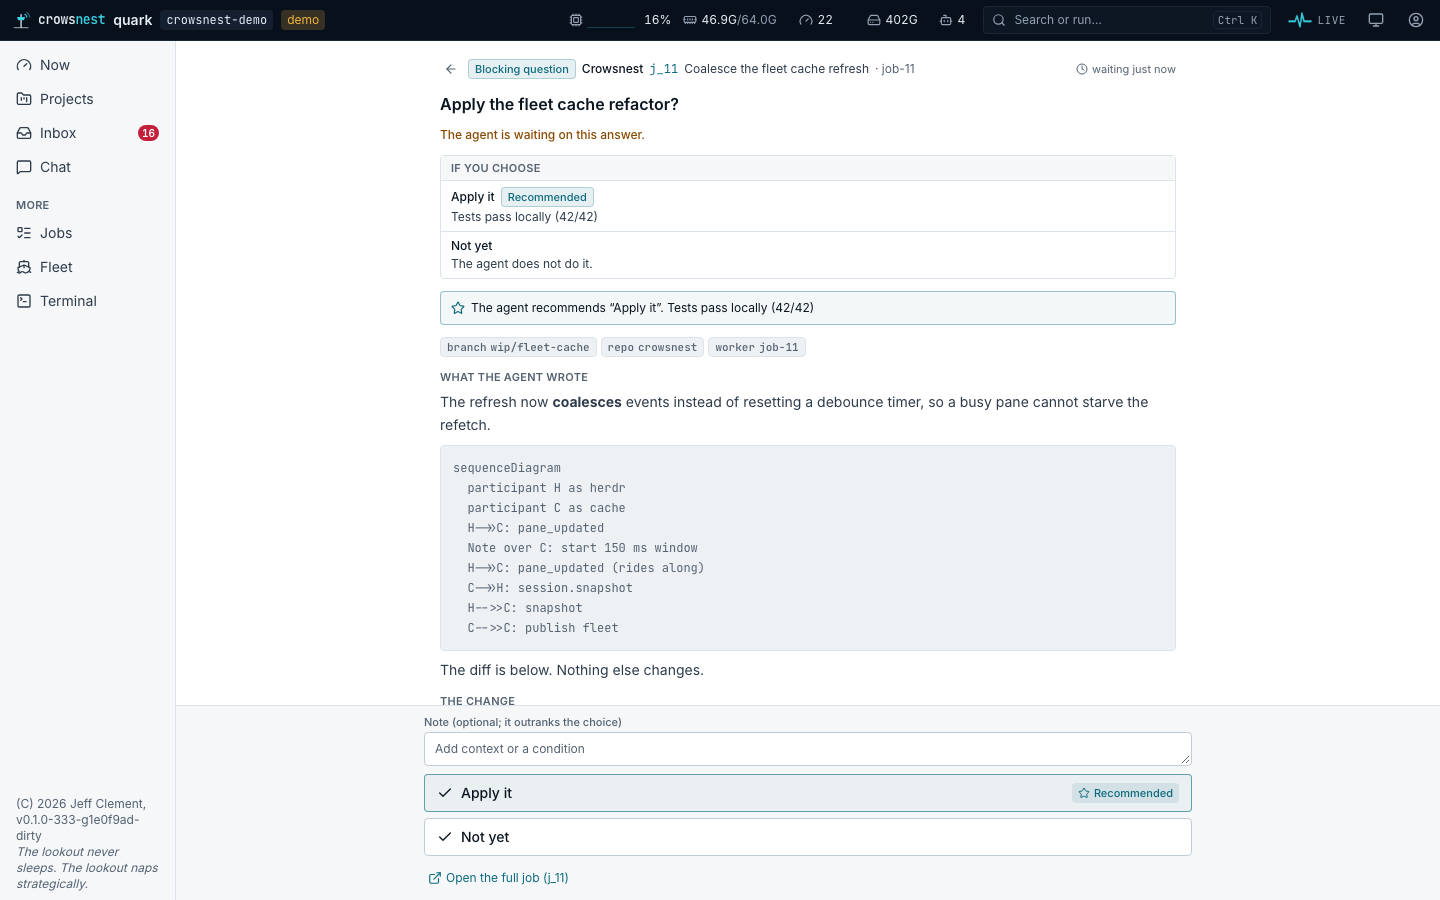 crowsnest quark crowsnest-demo demo 16% 46.9G/64.0G 22 402G 4 Search or run... Ctrl K LIVE
Now
Projects
Inbox 16
Chat
MORE
Jobs
Fleet
Terminal
(C) 2026 Jeff Clement,
v0.1.0-333-g1e0f9ad-
dirty
The lookout never
sleeps. The lookout naps
strategically.
Blocking question Crowsnest j_11 Coalesce the fleet cache refresh · job-11 waiting just now
Apply the fleet cache refactor?
The agent is waiting on this answer.
IF YOU CHOOSE
Apply it Recommended
Tests pass locally (42/42)
Not yet
The agent does not do it.
The agent recommends “Apply it”. Tests pass locally (42/42)
branch wip/fleet-cache repo crowsnest worker job-11
WHAT THE AGENT WROTE
The refresh now coalesces events instead of resetting a debounce timer, so a busy pane cannot starve the
refetch.
sequenceDiagram
participant H as herdr
participant C as cache
H->>C: pane_updated
Note over C: start 150 ms window
H->>C: pane_updated (rides along)
C->>H: session.snapshot
H-->>C: snapshot
C-->>C: publish fleet
The diff is below. Nothing else changes.
THE CHANGE
Note (optional; it outranks the choice)
Add context or a condition
Apply it Recommended
Not yet
Open the full job (j_11)